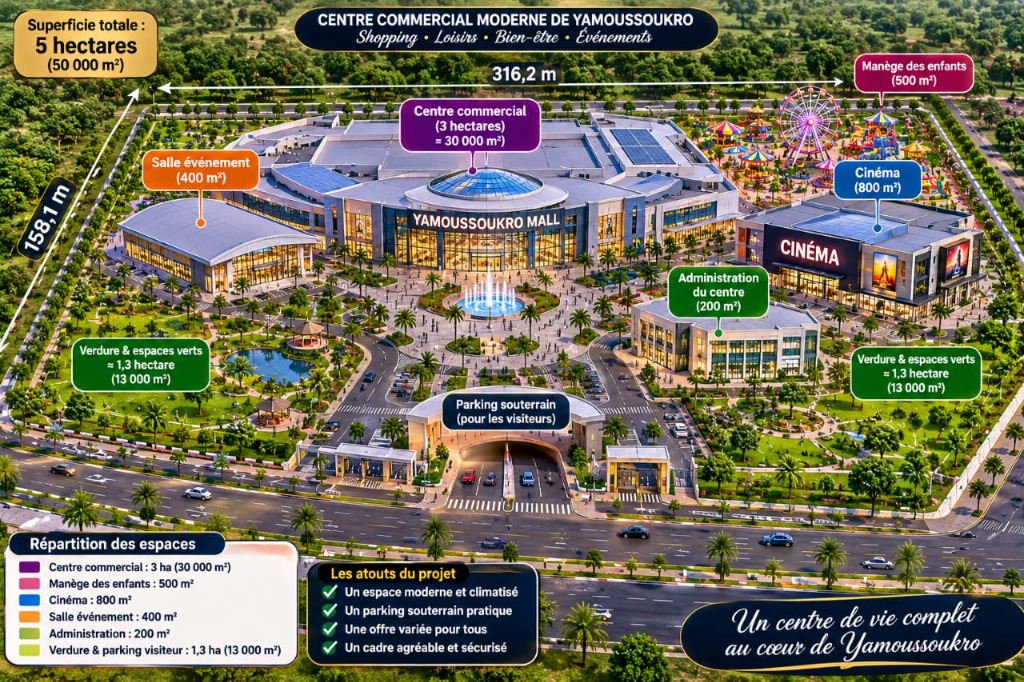 Superficie totale :
5 hectares
(50 000 m²)
CENTRE COMMERCIAL MODERNE DE YAMOUSSOUKRO
Shopping • Loisirs • Bien-être • Événements
316,2 m
158,1 m
Manège des enfants
(500 m²)
Centre commercial
(3 hectares)
= 30 000 m²
Salle événement
(400 m²)
Cinéma
(800 m²)
YAMOUSSOUKRO MALL
CINÉMA
Administration
du centre
(200 m²)
Verdure & espaces verts
≈ 1,3 hectare
(13 000 m²)
Verdure & espaces verts
≈ 1,3 hectare
(13 000 m²)
Parking souterrain
(pour les visiteurs)
Répartition des espaces
Centre commercial : 3 ha (30 000 m²)
Manège des enfants : 500 m²
Cinéma : 800 m²
Salle événement : 400 m²
Administration : 200 m²
Verdure & parking visiteur : 1,3 ha (13 000 m²)
Les atouts du projet
Un espace moderne et climatisé
Un parking souterrain pratique
Une offre variée pour tous
Un cadre agréable et sécurisé
Un centre de vie complet
au cœur de Yamoussoukro